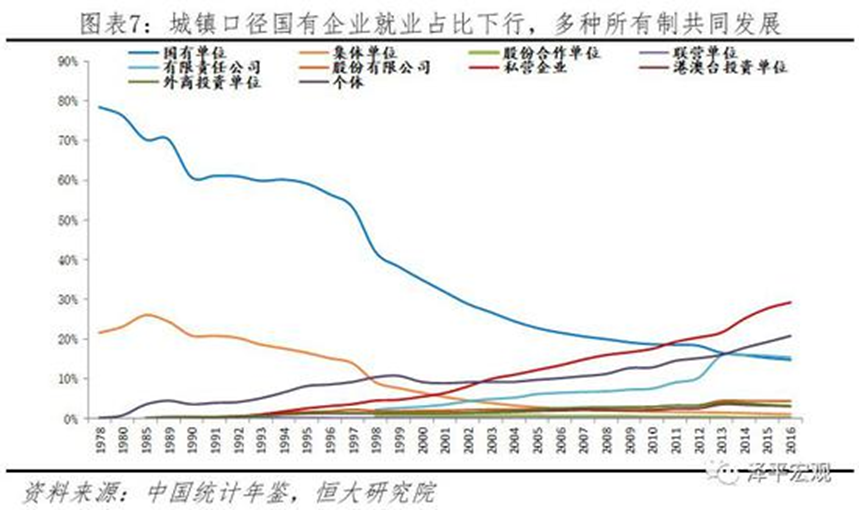 图表7：城镇口径国有企业就业占比下行，多种所有制共同发展
国有单位 集体单位 股份合作单位 联营单位
有限责任公司 股份有限公司 私营企业 港澳台投资单位
外商投资单位 个体
90%
80%
70%
60%
50%
40%
30%
20%
10%
0%
1978 1980 1985 1989 1990 1991 1992 1993 1994 1995 1996 1997 1998 1999 2000 2001 2002 2003 2004 2005 2006 2007 2008 2009 2010 2011 2012 2013 2014 2015 2016
泽平宏观
资料来源：中国统计年鉴，恒大研究院